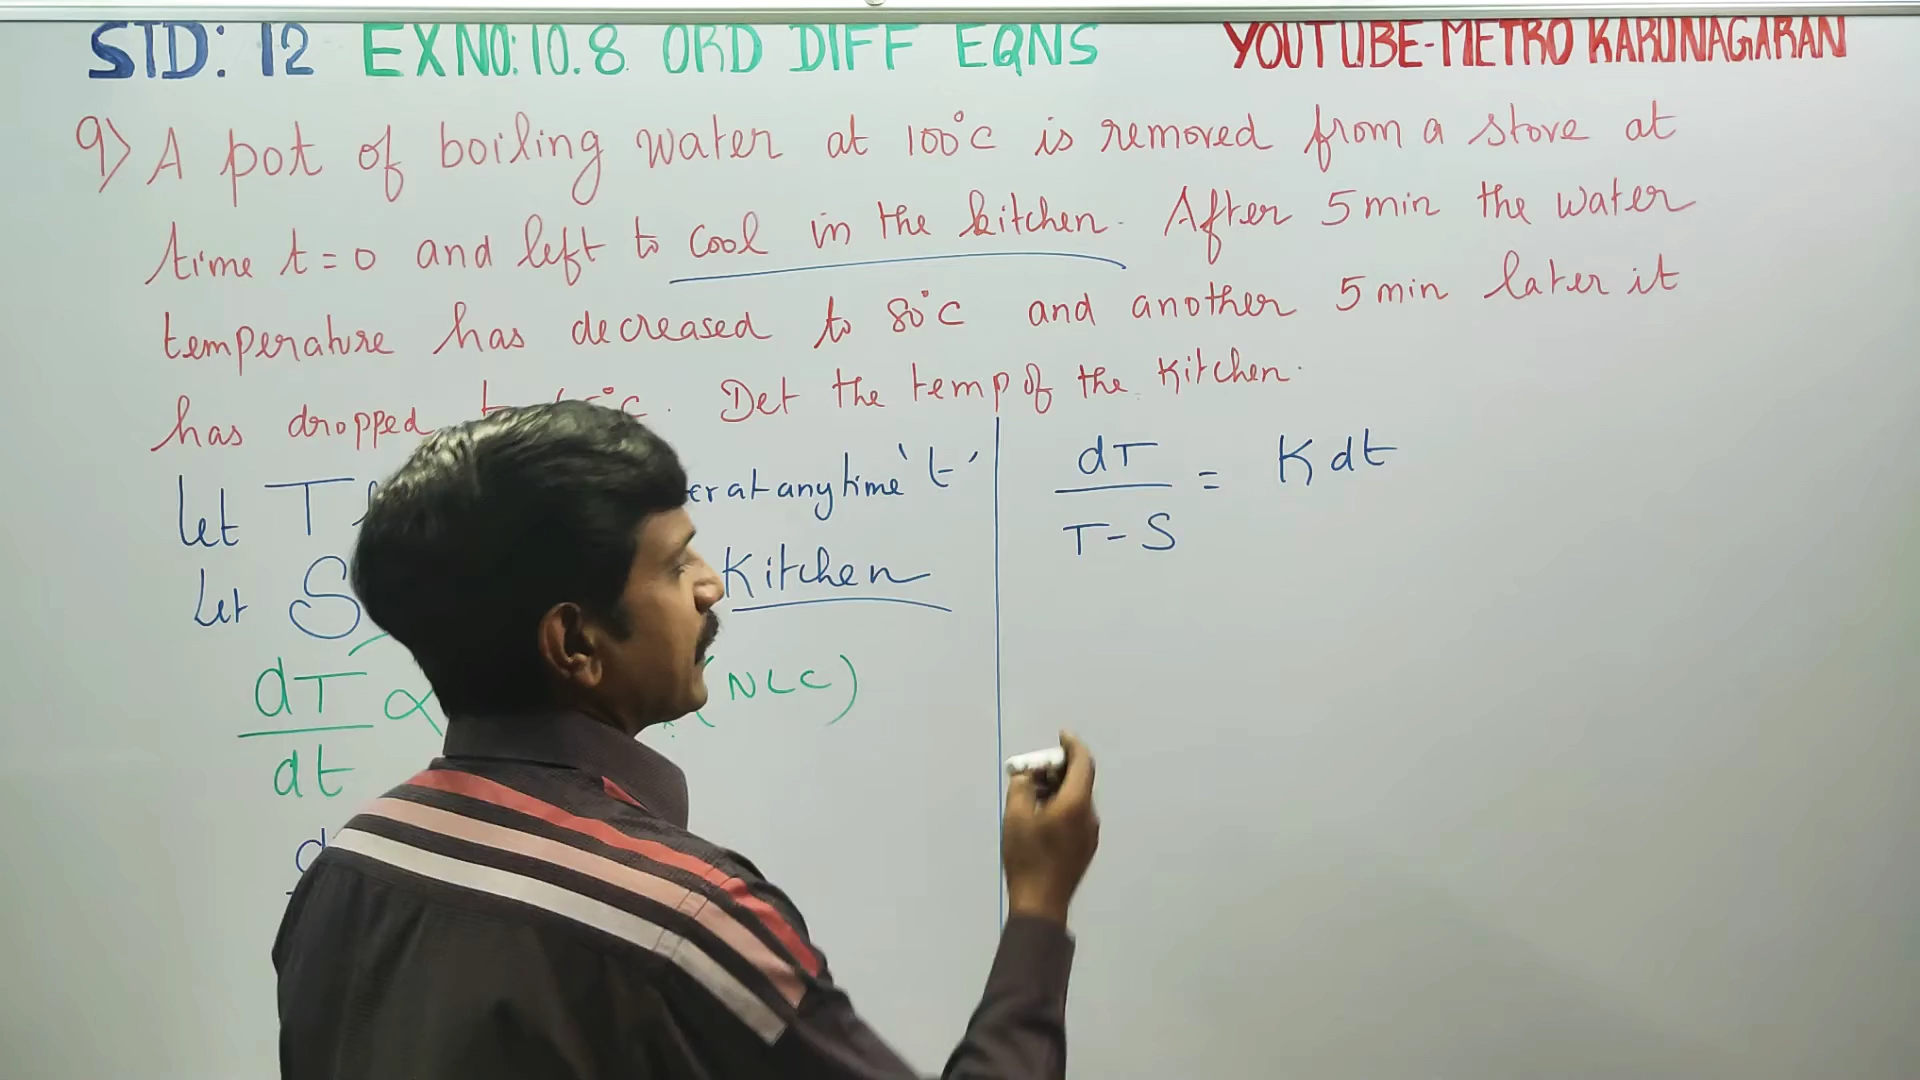 STD: 12 EXNO:10.8. ORD DIFF EQNS YOUTUBE-METRO KARUNAGARAN
9) A pot of boiling water at 100°C is removed from a stove at
time t=0 and left to cool in the kitchen. After 5 min the water
temperature has decreased to 80°C and another 5 min later it
has dropped °C. Det the temp of the Kitchen.
Let T at any time 't'
Let S Kitchen
dT/dt ∝ (NLC)
dT/T-S = K dt